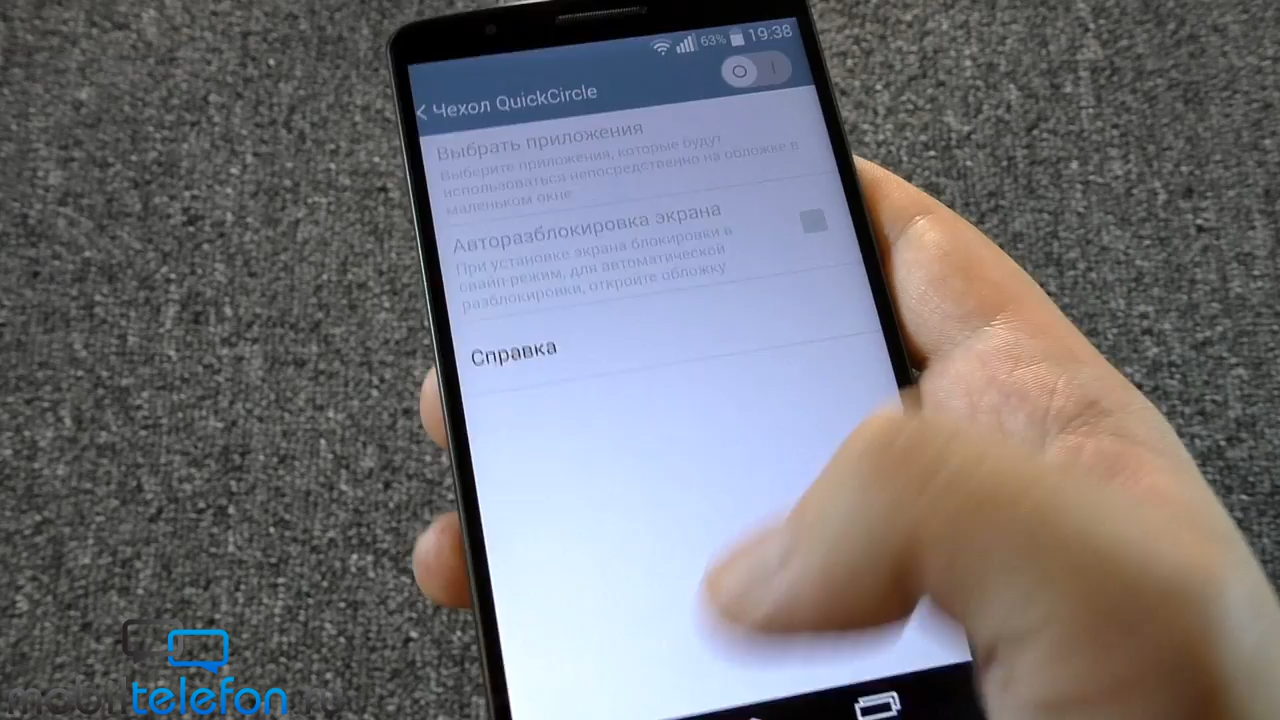 63% 19:38
Чехол QuickCircle
Выбрать приложения
Выберите приложения, которые будут
использоваться непосредственно на обложке в
маленьком окне
Авторазблокировка экрана
При установке экрана блокировки в
свайп-режим, для автоматической
разблокировки, откройте обложку
Справка
mobiltelefon.ru